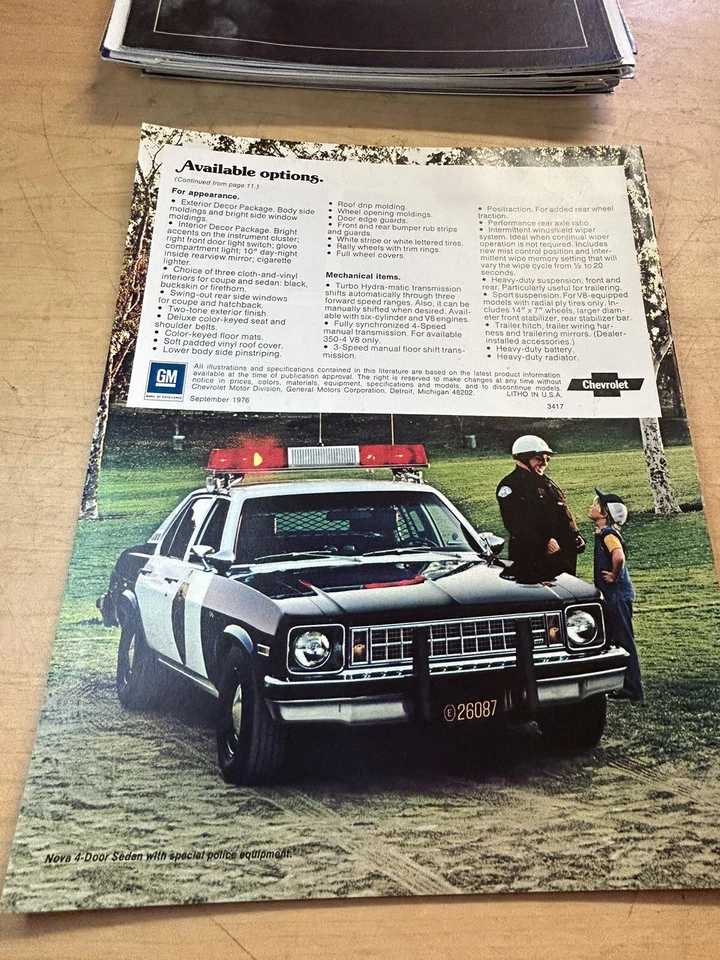 Available options.
(Continued from page 11.)
For appearance.
• Exterior Decor Package. Body side
moldings and bright side window
moldings.
• Interior Decor Package. Bright
accents on the instrument cluster;
right front door light switch; glove
compartment light; 10" day-night
inside rearview mirror; cigarette
lighter.
• Choice of three cloth-and-vinyl
interiors for coupe and sedan: black,
buckskin or firethorn.
• Swing-out rear side windows
for coupe and hatchback.
• Two-tone exterior finish.
• Deluxe color-keyed seat and
shoulder belts.
• Color-keyed floor mats.
• Soft padded vinyl roof cover.
• Lower body side pinstriping.
• Roof drip molding.
• Wheel opening moldings.
• Door edge guards.
• Front and rear bumper rub strips
and guards.
• White stripe or white lettered tires.
• Rally wheels with trim rings.
• Full wheel covers.
Mechanical items.
• Turbo Hydra-matic transmission
shifts automatically through three
forward speed ranges. Also, it can be
manually shifted when desired. Avail-
able with six-cylinder and V8 engines.
• Fully synchronized 4-Speed
manual transmission. For available
350-4 V8 only.
• 3-Speed manual floor shift trans-
mission.
• Positraction. For added rear wheel
traction.
• Performance rear axle ratio.
• Intermittent windshield wiper
system. Ideal when continual wiper
operation is not required. Includes
new mist control position and inter-
mittent wipe memory setting that will
vary the wipe cycle from ½ to 20
seconds.
• Heavy-duty suspension; front and
rear. Particularly useful for trailering.
• Sport suspension. For V8-equipped
models with radial ply tires only. In-
cludes 14" x 7" wheels, larger diam-
eter front stabilizer, rear stabilizer bar.
• Trailer hitch, trailer wiring har-
ness and trailering mirrors. (Dealer-
installed accessories.)
• Heavy-duty battery.
• Heavy-duty radiator.
GM
MARK OF EXCELLENCE
All illustrations and specifications contained in this literature are based on the latest product information
available at the time of publication approval. The right is reserved to make changes at any time without
notice in prices, colors, materials, equipment, specifications and models, and to discontinue models.
Chevrolet Motor Division, General Motors Corporation, Detroit, Michigan 48202. LITHO IN U.S.A.
September 1976
3417
Chevrolet
E 26087
Nova 4-Door Sedan with special police equipment.